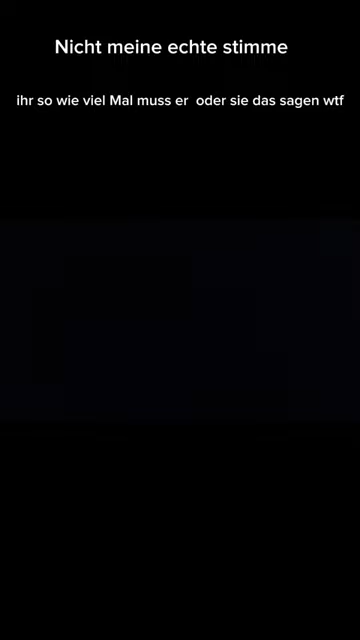 Nicht meine echte stimme
ihr so wie viel Mal muss er  oder sie das sagen wtf